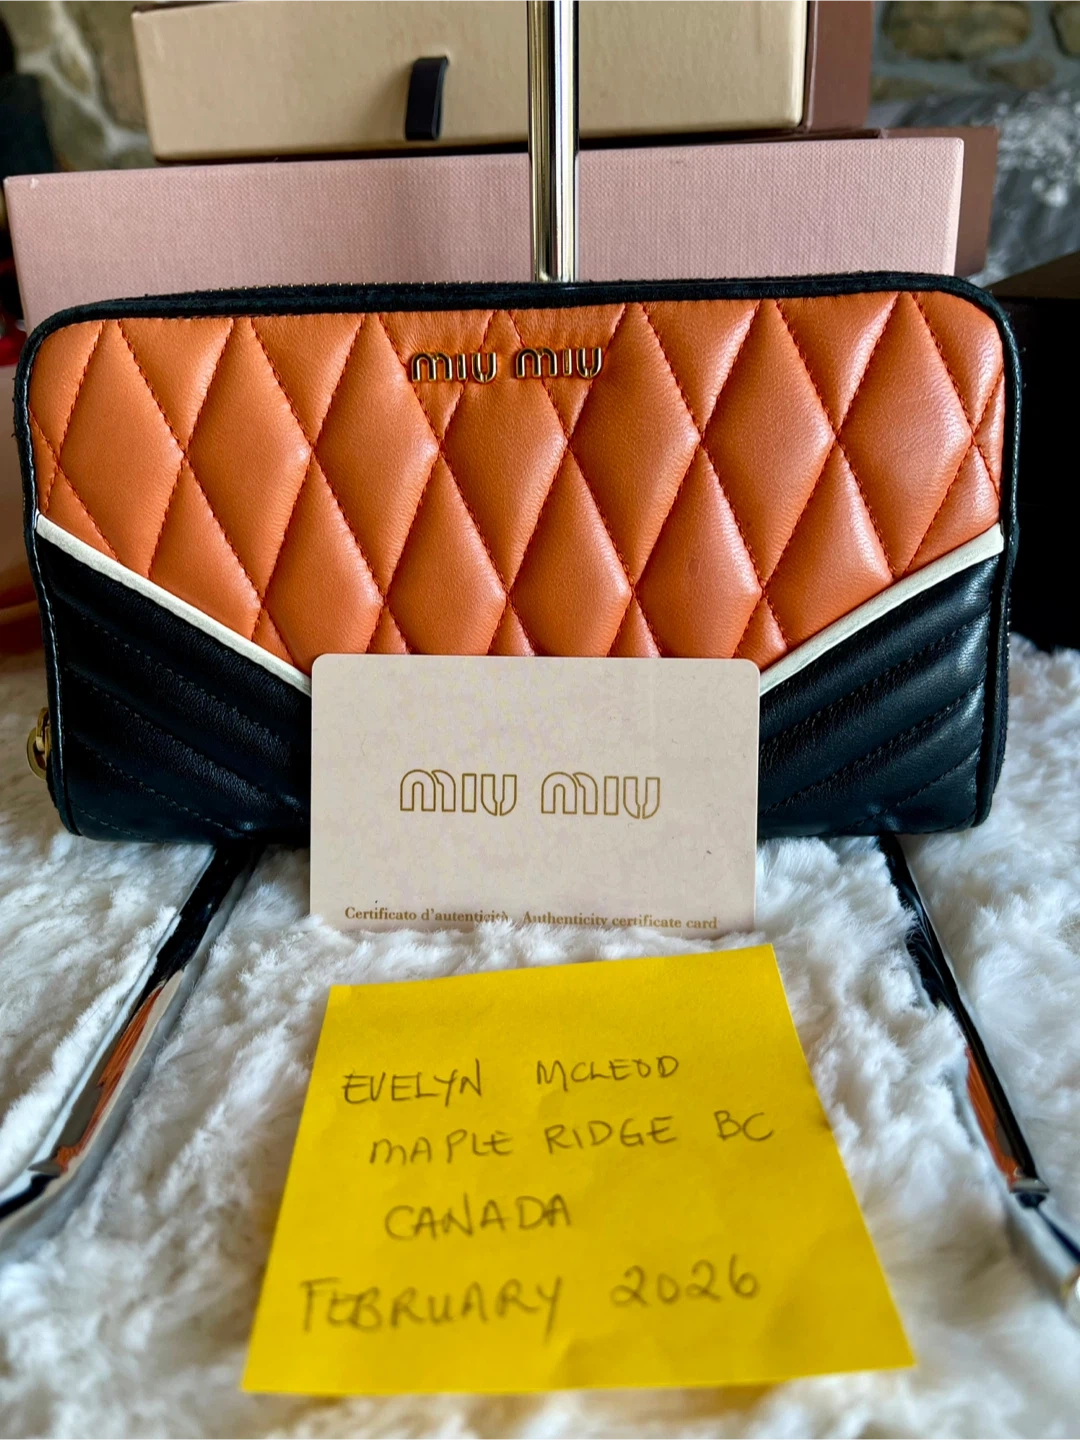 miu miu
miu miu
Certificato d'autenticità Authenticity certificate card
EVELYN MCLEOD
MAPLE RIDGE BC
CANADA
FEBRUARY 2026